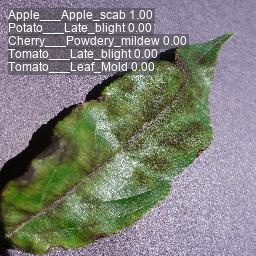 Apple___Apple_scab 1.00
Potato___Late_blight 0.00
Cherry___Powdery_mildew 0.00
Tomato___Late_blight 0.00
Tomato___Leaf_Mold 0.00